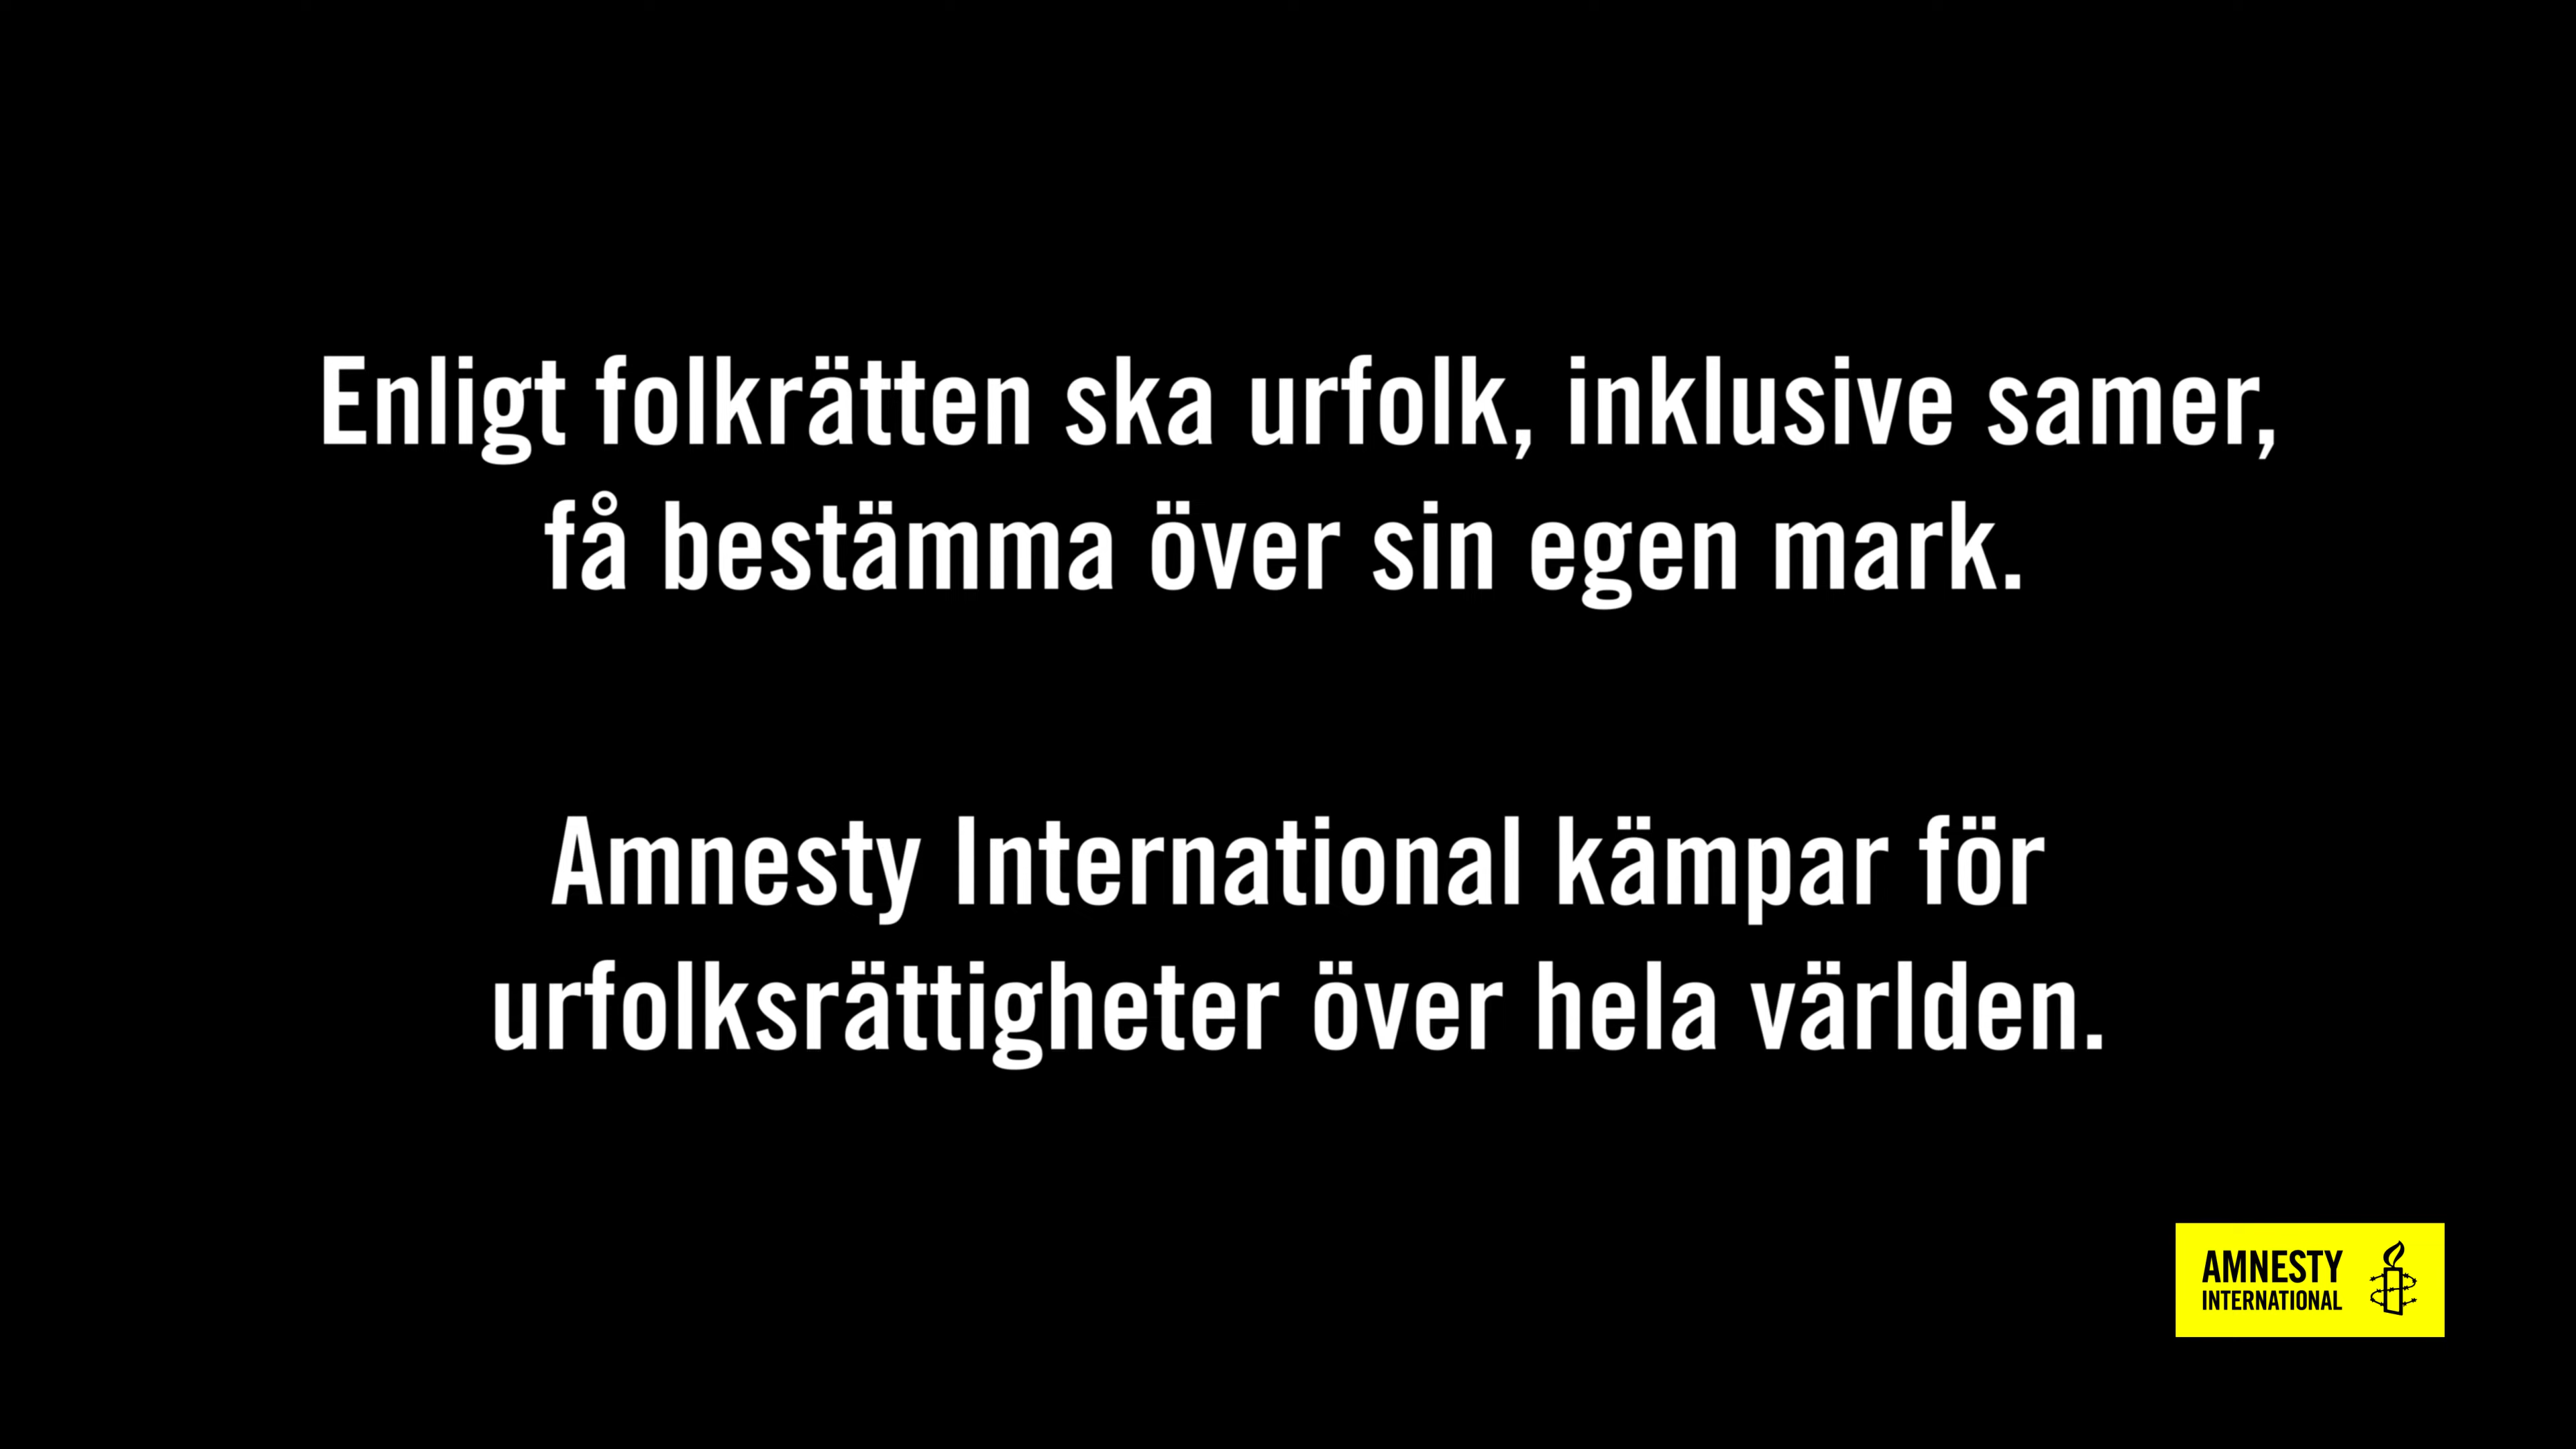 Enligt folkrätten ska urfolk, inklusive samer,
få bestämma över sin egen mark.
Amnesty International kämpar för
urfolksrättigheter över hela världen.
AMNESTY
INTERNATIONAL